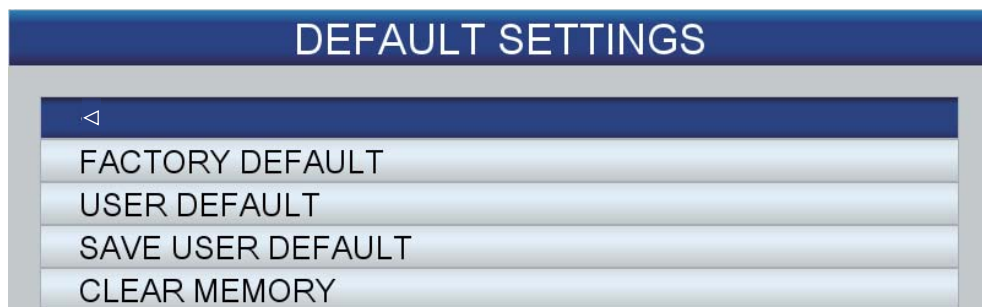 DEFAULT SETTINGS
FACTORY DEFAULT
USER DEFAULT
SAVE USER DEFAULT
CLEAR MEMORY